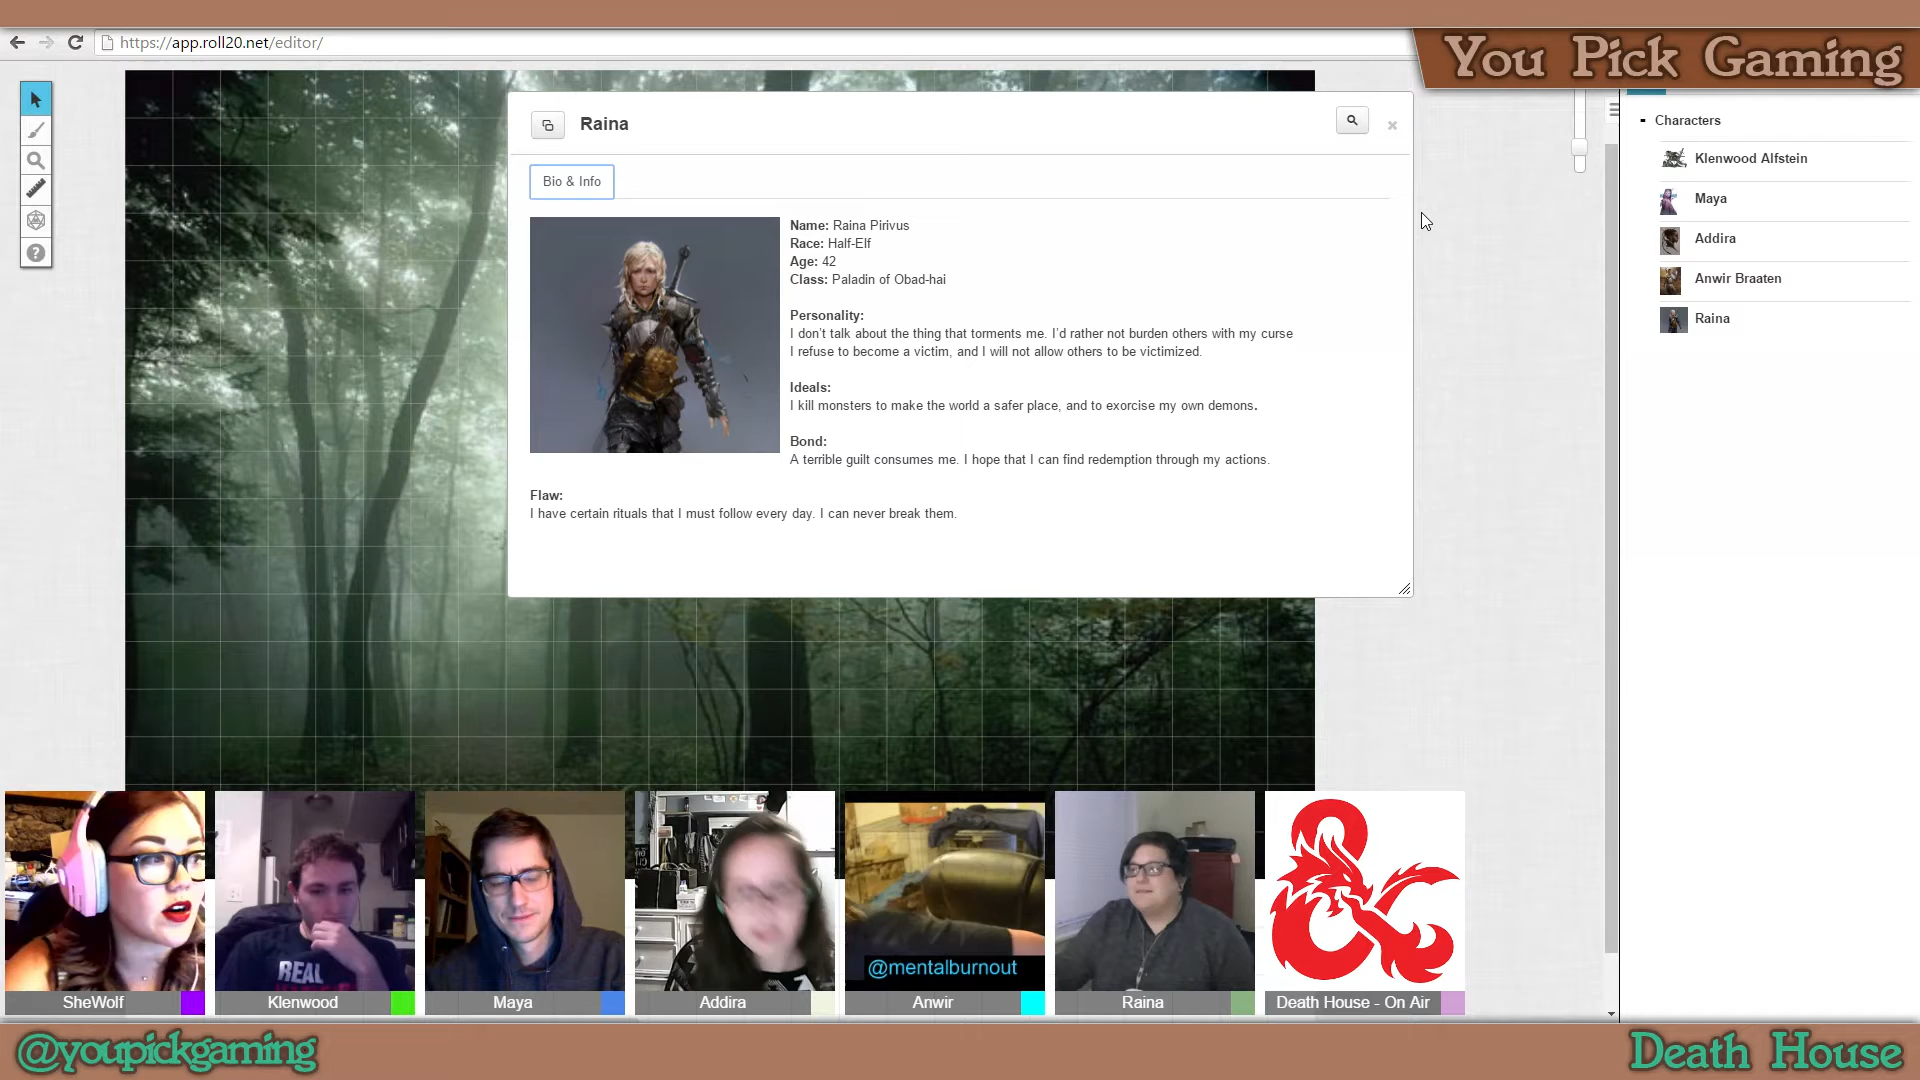 https://app.roll20.net/editor/
You Pick Gaming
Raina
Bio & Info
Name: Raina Pirivus
Race: Half-Elf
Age: 42
Class: Paladin of Obad-hai
Personality:
I don't talk about the thing that torments me. I'd rather not burden others with my curse
I refuse to become a victim, and I will not allow others to be victimized.
Ideals:
I kill monsters to make the world a safer place, and to exorcise my own demons.
Bond:
A terrible guilt consumes me. I hope that I can find redemption through my actions.
Flaw:
I have certain rituals that I must follow every day. I can never break them.
Characters
Klenwood Alfstein
Maya
Addira
Anwir Braaten
Raina
REAL
@mentalburnout
SheWolf
Klenwood
Maya
Addira
Anwir
Raina
Death House - On Air
@youpickgaming
Death House